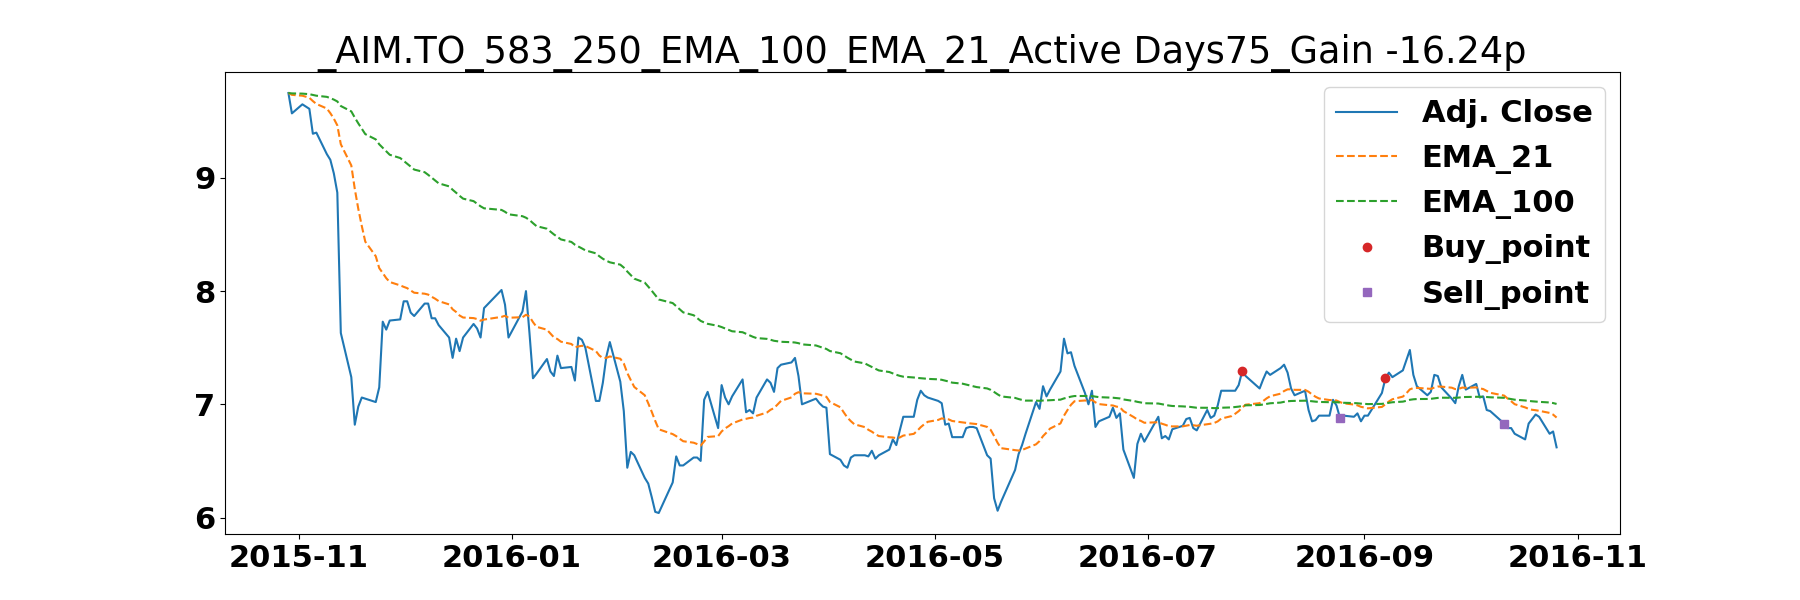 _AIM.TO_583_250_EMA_100_EMA_21_Active Days75_Gain -16.24p
Adj. Close
EMA_21
EMA_100
Buy_point
Sell_point
9
8
7
6
2015-11 2016-01 2016-03 2016-05 2016-07 2016-09 2016-11